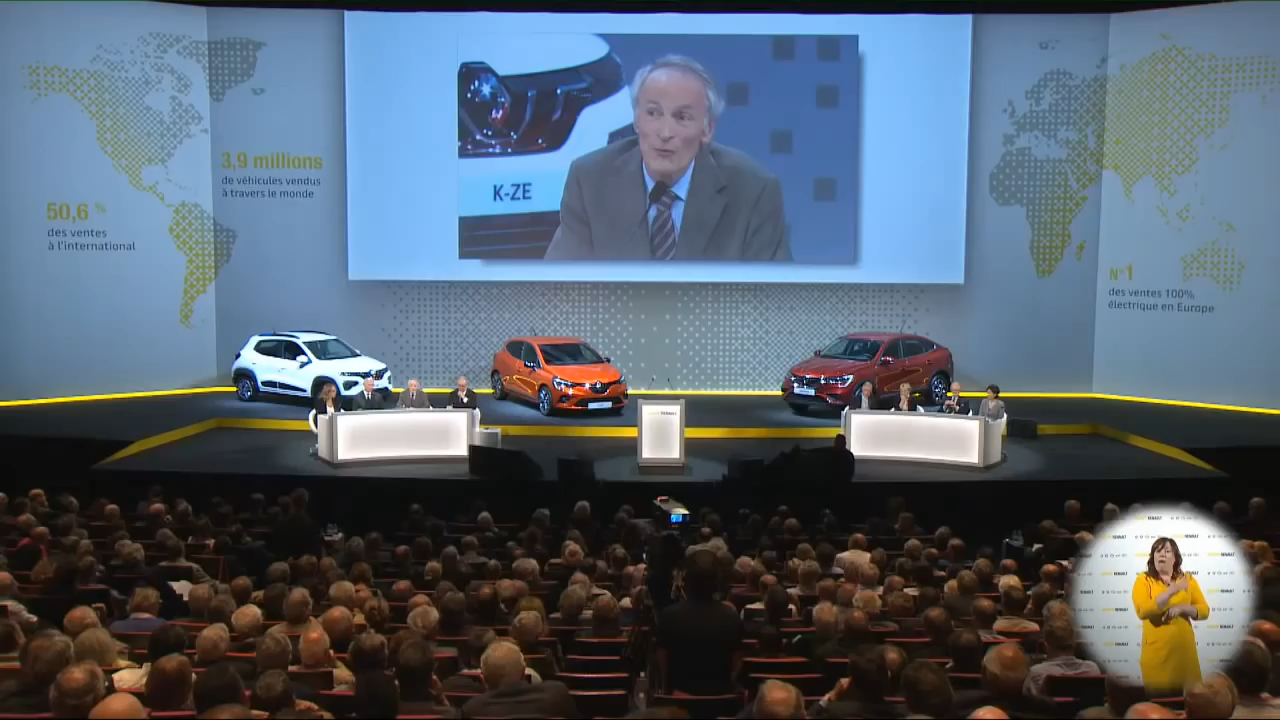 3,9 millions
de véhicules vendus
à travers le monde
50,6 %
des ventes
à l'international
K-ZE
N°1
des ventes 100%
électrique en Europe
RENAULT